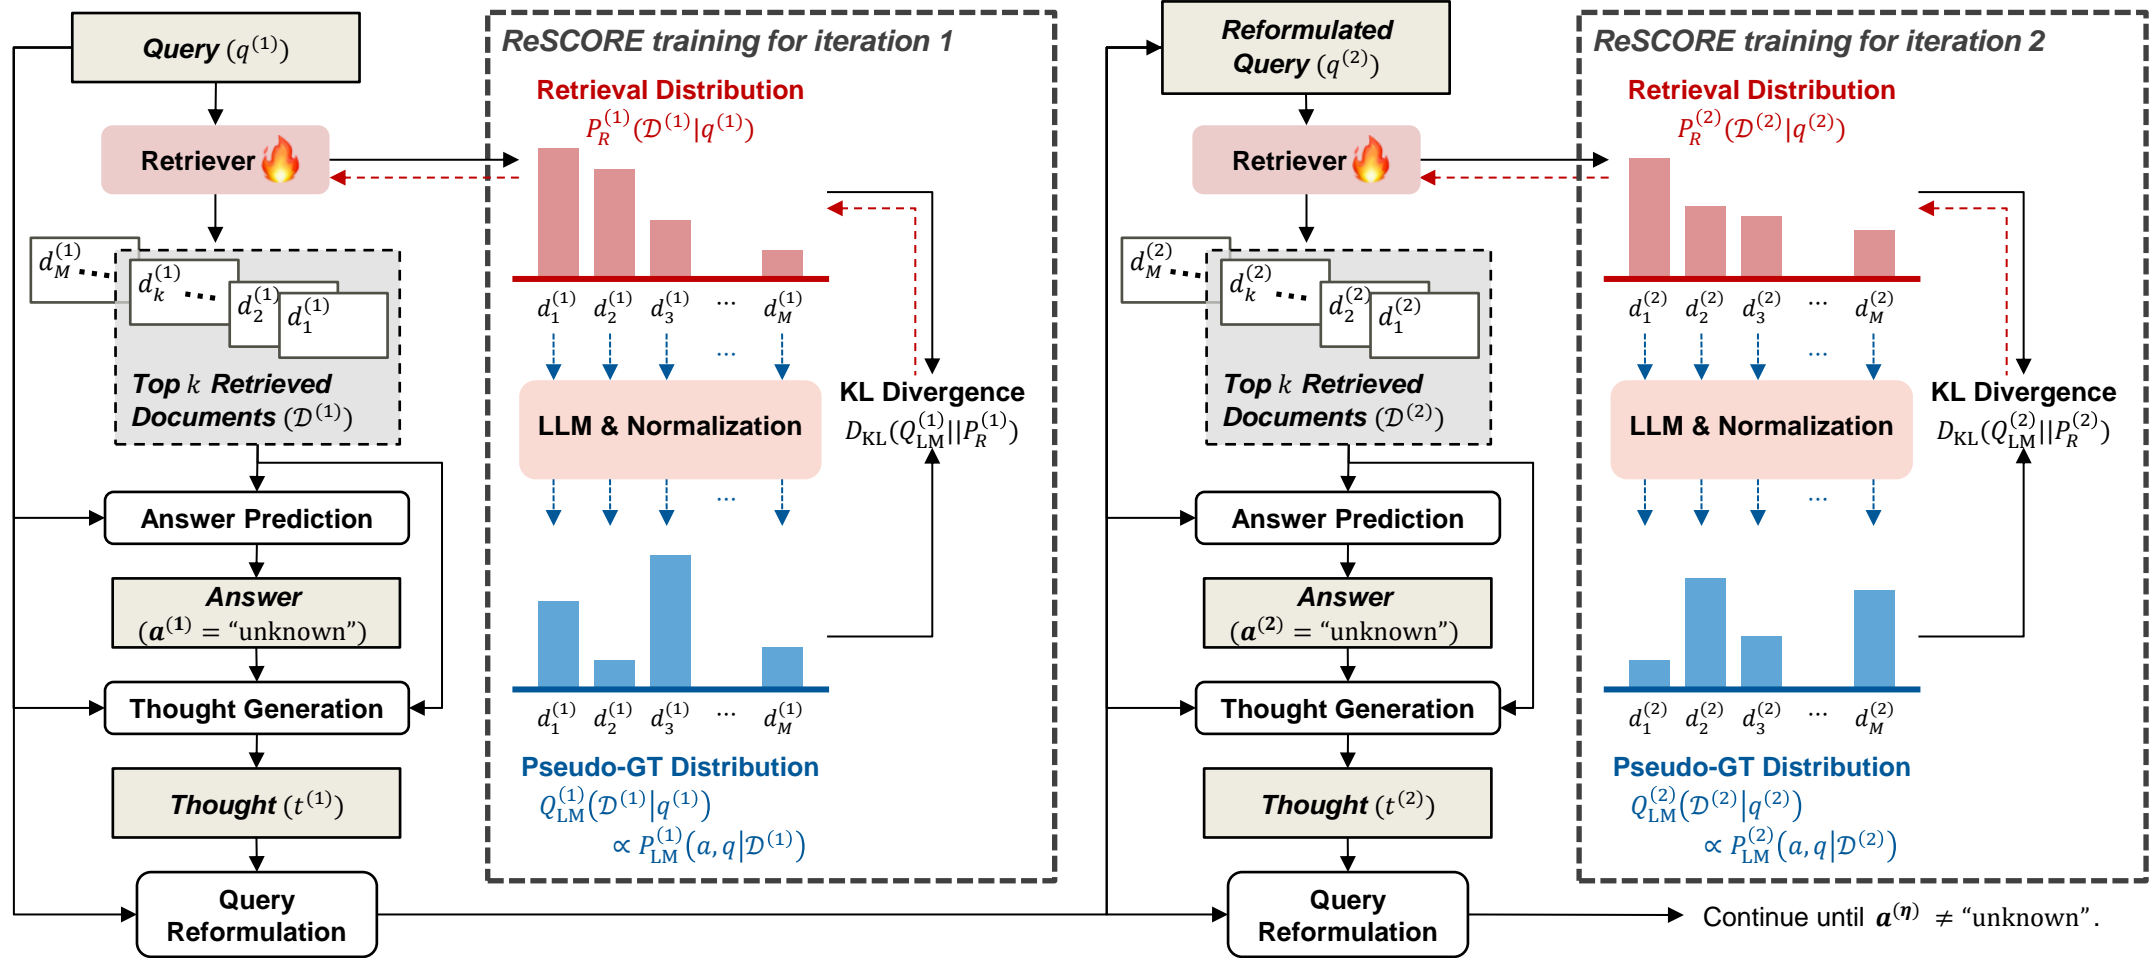 Query (q^(1))
Retriever
d_M^(1)
d_k^(1)
d_2^(1)
d_1^(1)
Top k Retrieved
Documents (𝒟^(1))
Answer Prediction
Answer
(a^(1) = “unknown”)
Thought Generation
Thought (t^(1))
Query
Reformulation
ReSCORE training for iteration 1
Retrieval Distribution
P_R^(1)(𝒟^(1)|q^(1))
d_1^(1) d_2^(1) d_3^(1) ... d_M^(1)
...
LLM & Normalization
...
d_1^(1) d_2^(1) d_3^(1) ... d_M^(1)
Pseudo-GT Distribution
Q_LM^(1)(𝒟^(1)|q^(1))
∝ P_LM^(1)(a, q|𝒟^(1))
KL Divergence
D_KL(Q_LM^(1)||P_R^(1))
Reformulated
Query (q^(2))
Retriever
d_M^(2)
d_k^(2)
d_2^(2)
d_1^(2)
Top k Retrieved
Documents (𝒟^(2))
Answer Prediction
Answer
(a^(2) = “unknown”)
Thought Generation
Thought (t^(2))
Query
Reformulation
ReSCORE training for iteration 2
Retrieval Distribution
P_R^(2)(𝒟^(2)|q^(2))
d_1^(2) d_2^(2) d_3^(2) ... d_M^(2)
...
LLM & Normalization
...
d_1^(2) d_2^(2) d_3^(2) ... d_M^(2)
Pseudo-GT Distribution
Q_LM^(2)(𝒟^(2)|q^(2))
∝ P_LM^(2)(a, q|𝒟^(2))
KL Divergence
D_KL(Q_LM^(2)||P_R^(2))
Continue until a^(η) ≠ “unknown”.